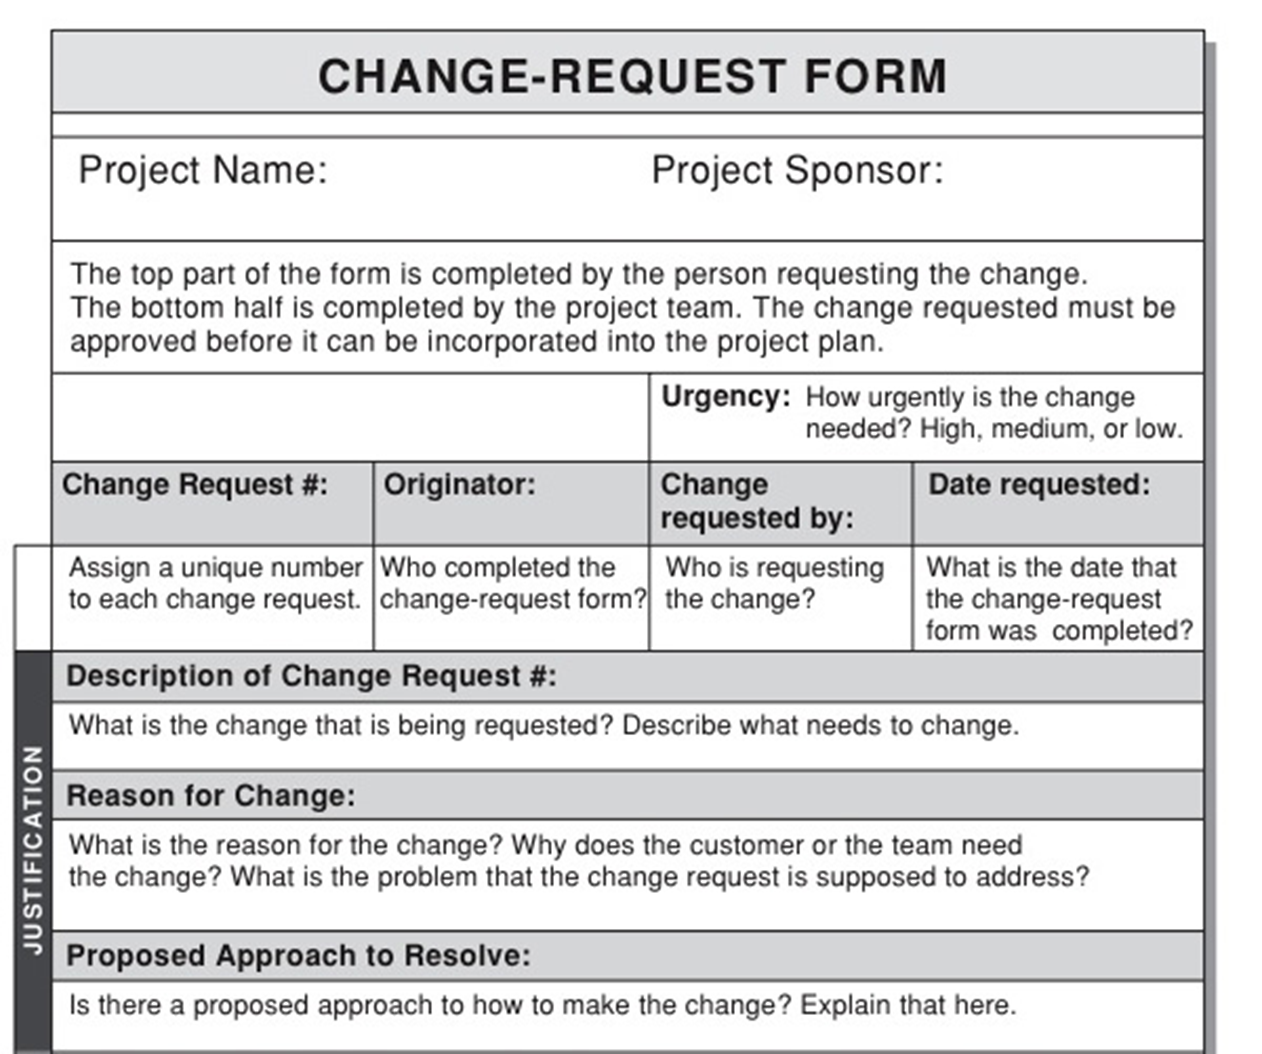 CHANGE-REQUEST FORM
Project Name: Project Sponsor:
The top part of the form is completed by the person requesting the change.
The bottom half is completed by the project team. The change requested must be
approved before it can be incorporated into the project plan.
Urgency: How urgently is the change
needed? High, medium, or low.
Change Request #:
Originator:
Change
requested by:
Date requested:
Assign a unique number
to each change request.
Who completed the
change-request form?
Who is requesting
the change?
What is the date that
the change-request
form was completed?
JUSTIFICATION
Description of Change Request #:
What is the change that is being requested? Describe what needs to change.
Reason for Change:
What is the reason for the change? Why does the customer or the team need
the change? What is the problem that the change request is supposed to address?
Proposed Approach to Resolve:
Is there a proposed approach to how to make the change? Explain that here.